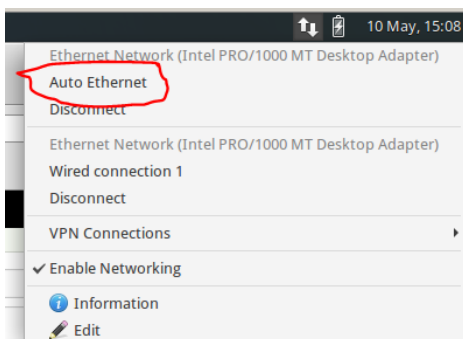 10 May, 15:08
Ethernet Network (Intel PRO/1000 MT Desktop Adapter)
Auto Ethernet
Disconnect
Ethernet Network (Intel PRO/1000 MT Desktop Adapter)
Wired connection 1
Disconnect
VPN Connections
Enable Networking
Information
Edit